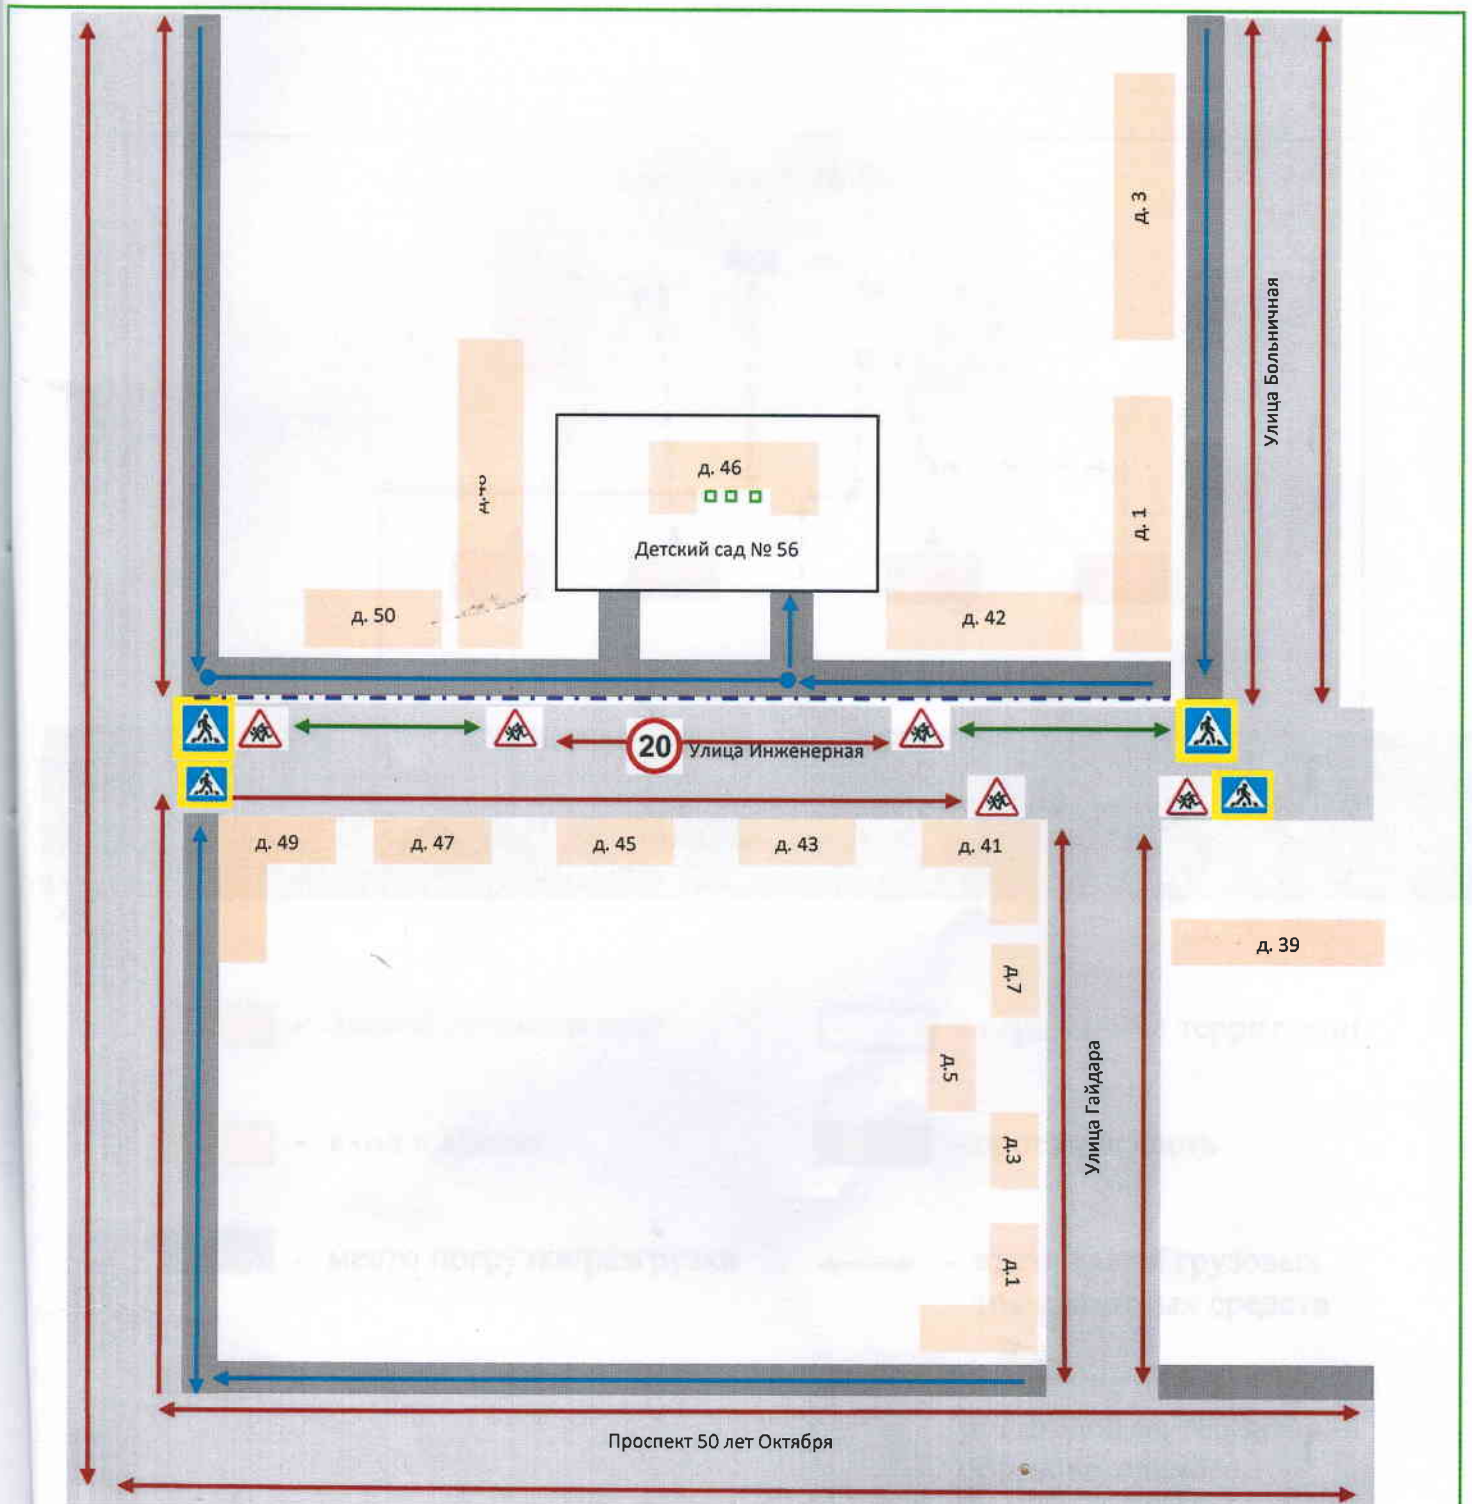 д. 3
Улица Больничная
д. 46
д. 1
Детский сад № 56
д. 50
д. 42
20
Улица Инженерная
д. 49
д. 47
д. 45
д. 43
д. 41
д. 39
д.7
д.5
Улица Гайдара
д.3
д.1
Проспект 50 лет Октября